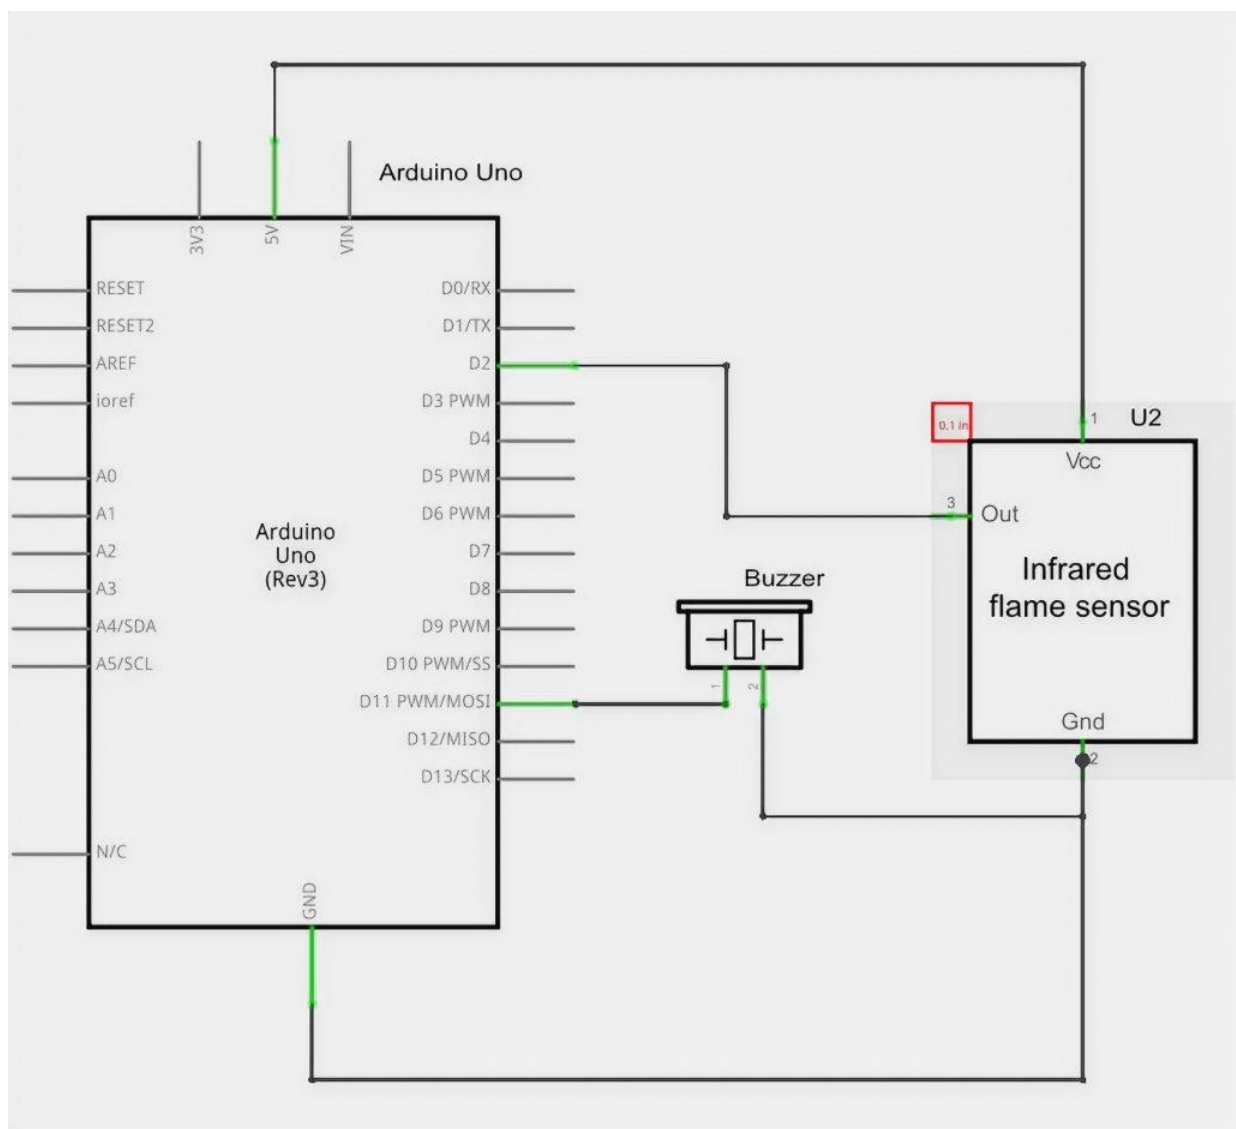 Arduino Uno
3V3
5V
VIN
RESET
RESET2
AREF
ioref
A0
A1
A2
A3
A4/SDA
A5/SCL
N/C
Arduino
Uno
(Rev3)
D0/RX
D1/TX
D2
D3 PWM
D4
D5 PWM
D6 PWM
D7
D8
D9 PWM
D10 PWM/SS
D11 PWM/MOSI
D12/MISO
D13/SCK
GND
Buzzer
1
2
0.1 in
1
U2
Vcc
3
Out
Infrared
flame sensor
Gnd
2